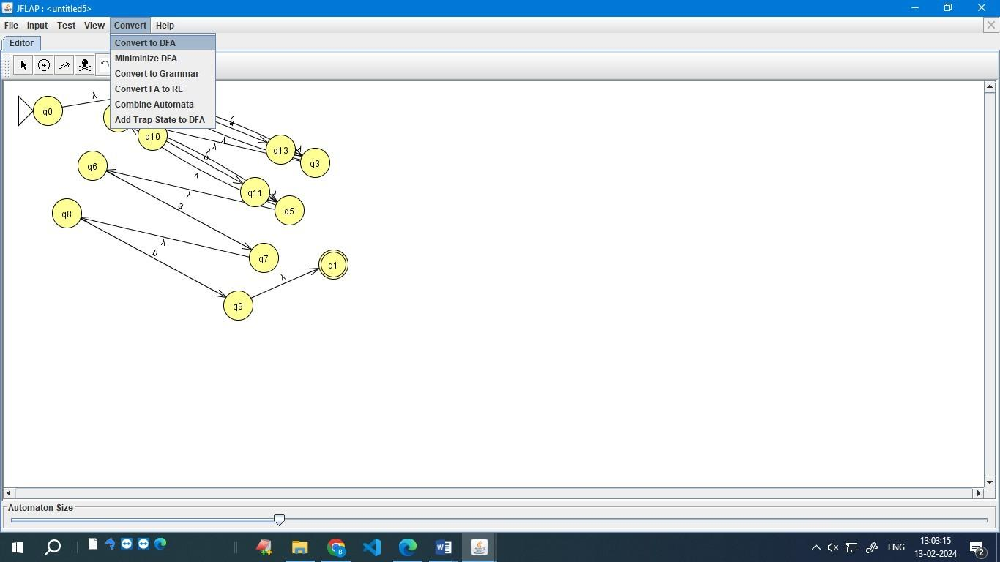 JFLAP : <untitled5>
File Input Test View Convert Help
Editor
Convert to DFA
Miniminize DFA
Convert to Grammar
Convert FA to RE
Combine Automata
Add Trap State to DFA
q0
λ
λ
a
q10
λ
λ
q13
q3
q6
b
λ
λ
q11
q5
a
q8
λ
b
q7
q1
λ
q9
Automaton Size
ENG
13:03:15
13-02-2024
2